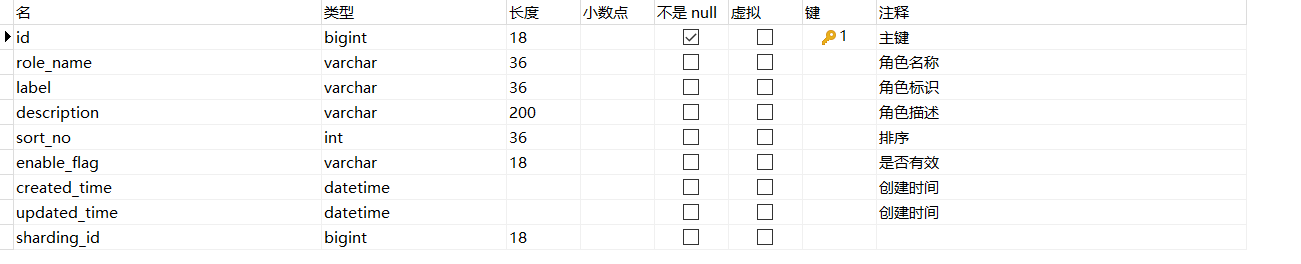 名 类型 长度 小数点 不是 null 虚拟 键 注释
id bigint 18 1 主键
role_name varchar 36 角色名称
label varchar 36 角色标识
description varchar 200 角色描述
sort_no int 36 排序
enable_flag varchar 18 是否有效
created_time datetime 创建时间
updated_time datetime 创建时间
sharding_id bigint 18